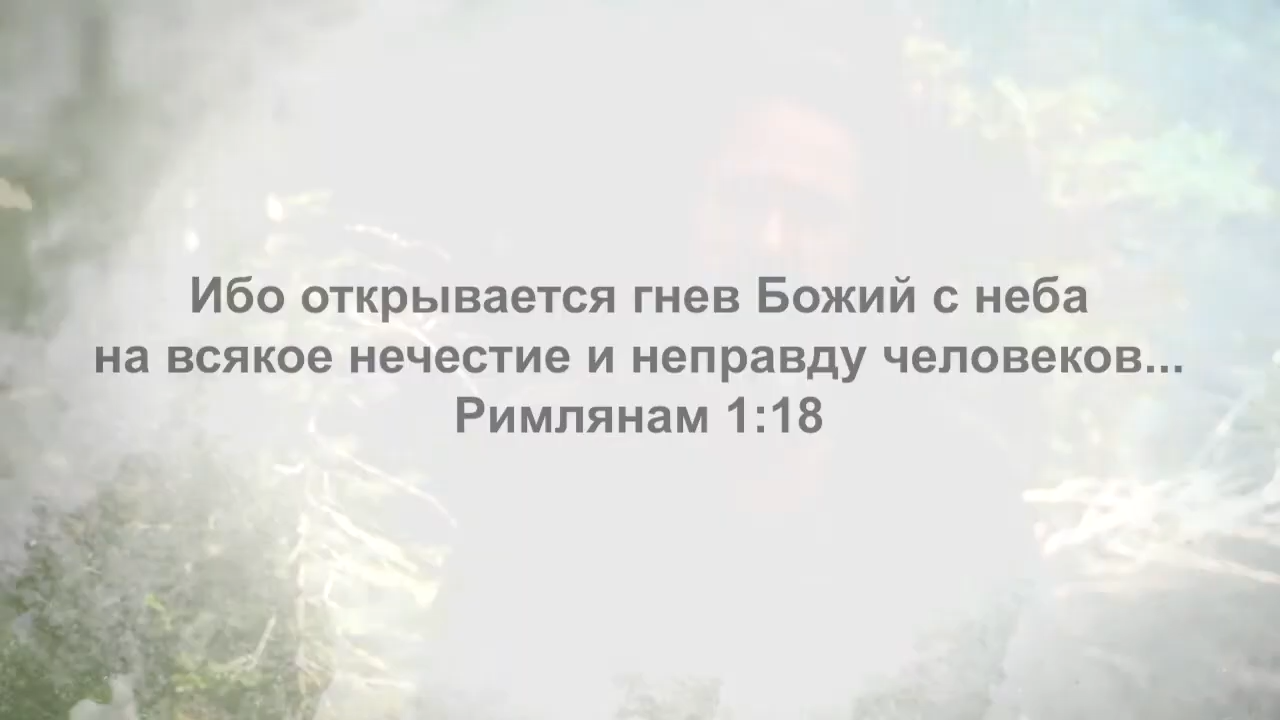 Ибо открывается гнев Божий с неба
на всякое нечестие и неправду человеков...
Римлянам 1:18